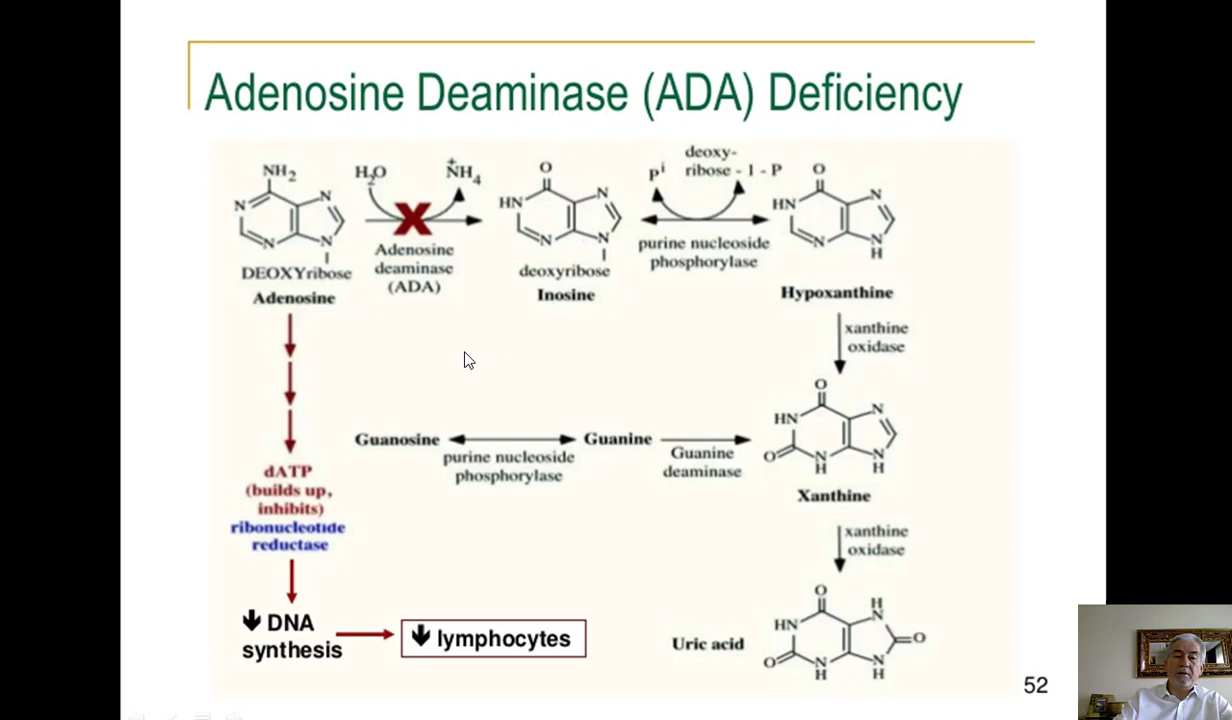 Adenosine Deaminase (ADA) Deficiency
NH2
N
N
N
N
DEOXYribose
Adenosine
H2O
+NH4
Adenosine
deaminase
(ADA)
O
HN
N
N
N
deoxyribose
Inosine
Pi
deoxy-
ribose - 1 - P
purine nucleoside
phosphorylase
O
HN
N
N
N
H
Hypoxanthine
xanthine
oxidase
Guanosine
purine nucleoside
phosphorylase
Guanine
Guanine
deaminase
O
HN
N
O
N
H
N
H
Xanthine
xanthine
oxidase
dATP
(builds up,
inhibits)
ribonucleotide
reductase
DNA
synthesis
lymphocytes
Uric acid
O
HN
H
N
O
O
N
H
N
H
52